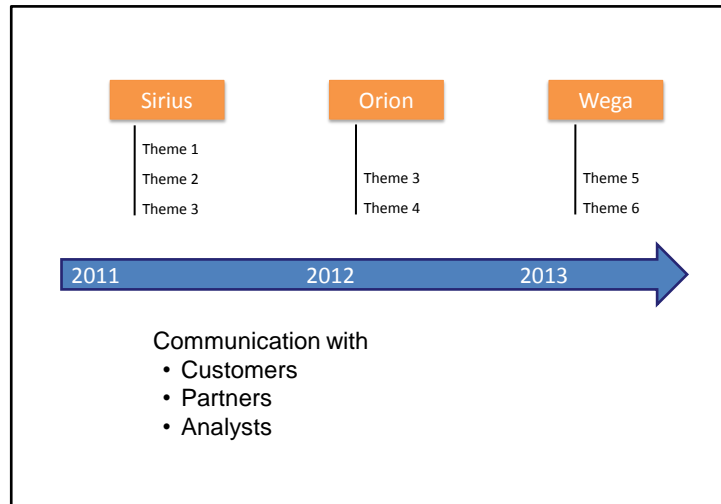 Sirius Orion Wega
Theme 1
Theme 2 Theme 3 Theme 5
Theme 3 Theme 4 Theme 6
2011 2012 2013
Communication with
• Customers
• Partners
• Analysts